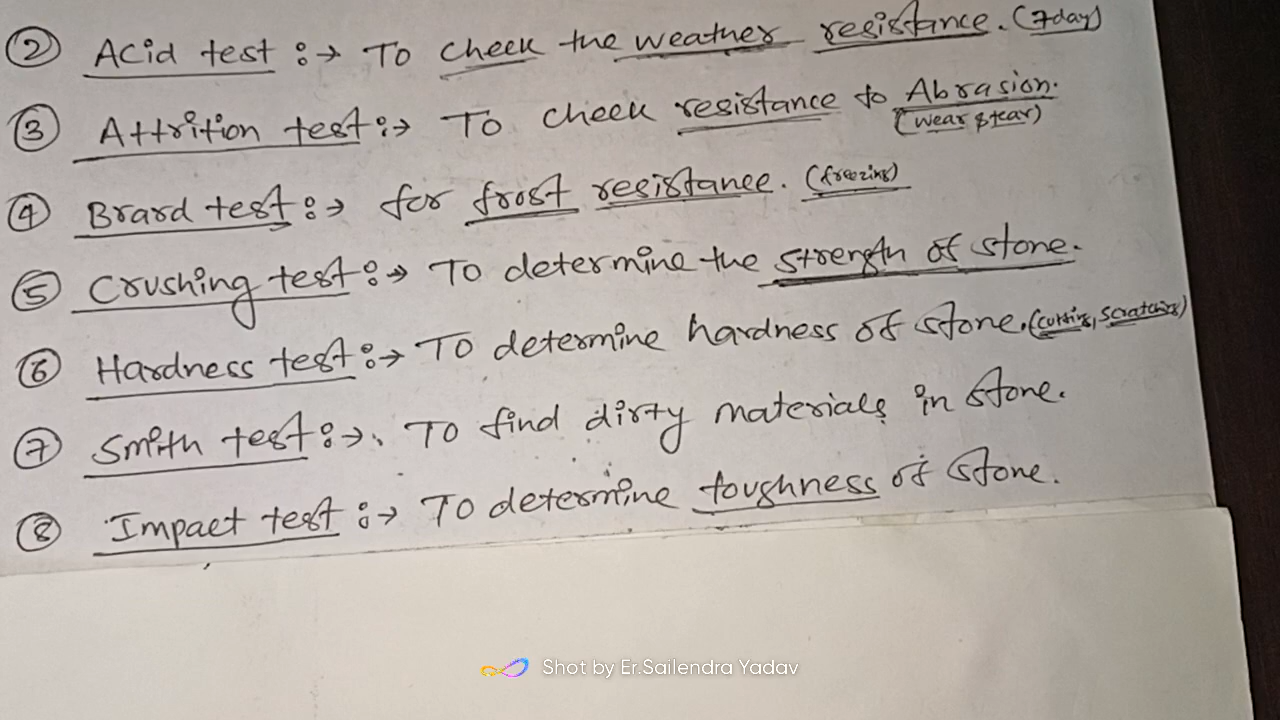 ② Acid test :→ To check the weather resistance. (7day)
③ Attrition test :→ To check resistance to Abrasion.
(wear & tear)
④ Brard test :→ for frost resistance. (freezing)
⑤ Crushing test :→ To determine the strength of stone.
⑥ Hardness test :→ To determine hardness of stone. (cutting, scratching)
⑦ Smith test :→ To find dirty materials in stone.
⑧ Impact test :→ To determine toughness of stone.
Shot by Er.Sailendra Yadav